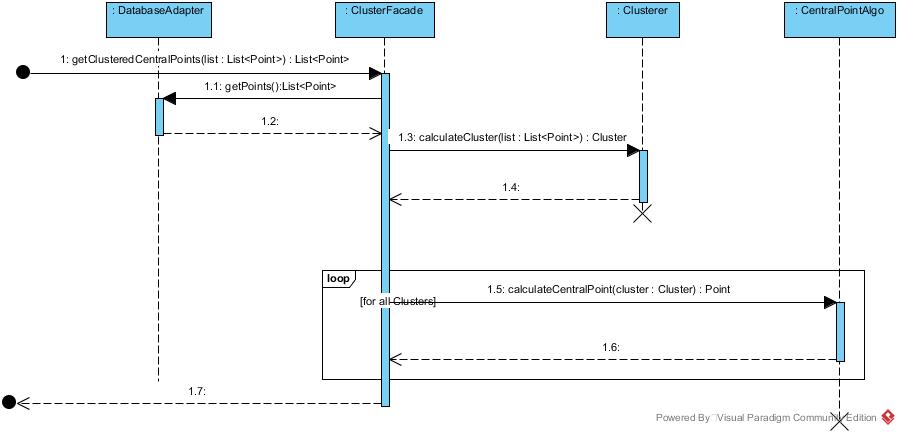 : DatabaseAdapter
: ClusterFacade
: Clusterer
: CentralPointAlgo
1: getClusteredCentralPoints(list : List<Point>) : List<Point>
1.1: getPoints():List<Point>
1.2:
1.3: calculateCluster(list : List<Point>) : Cluster
1.4:
loop
1.5: calculateCentralPoint(cluster : Cluster) : Point
[for all Clusters]
1.6:
1.7:
Powered By Visual Paradigm Community Edition